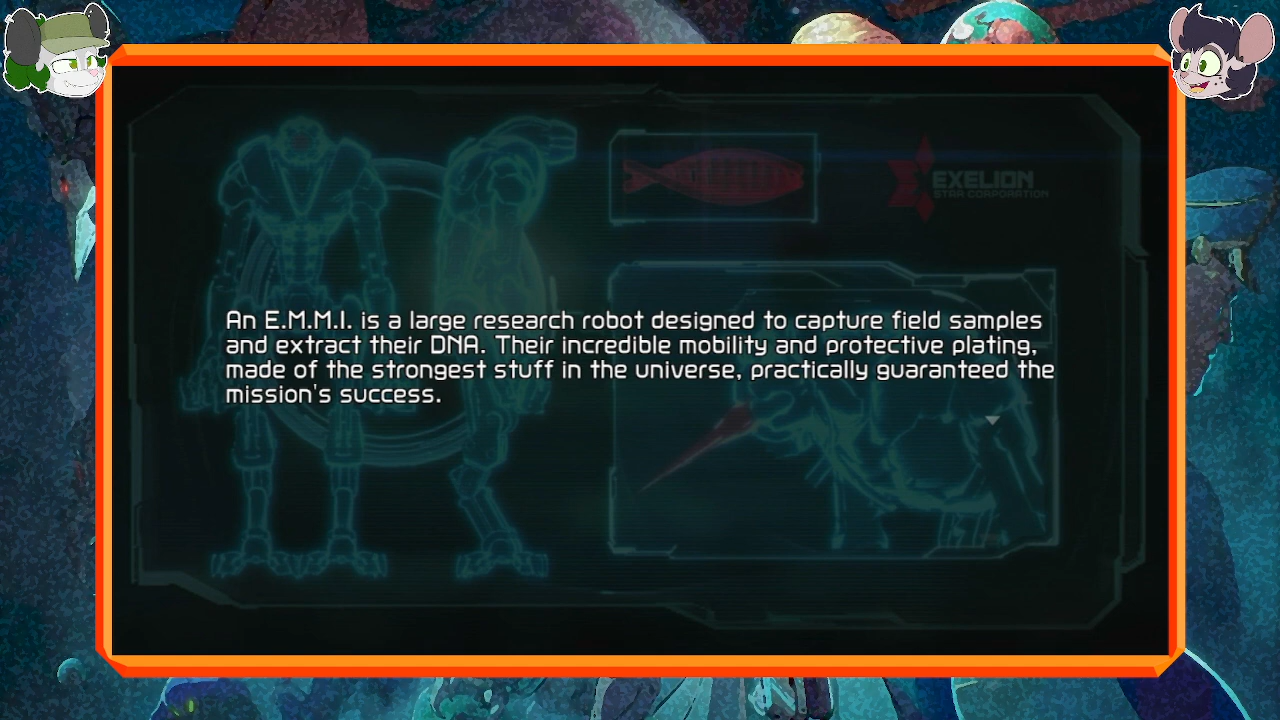 EXELION
STAR CORPORATION
An E.M.M.I. is a large research robot designed to capture field samples
and extract their DNA. Their incredible mobility and protective plating,
made of the strongest stuff in the universe, practically guaranteed the
mission's success.